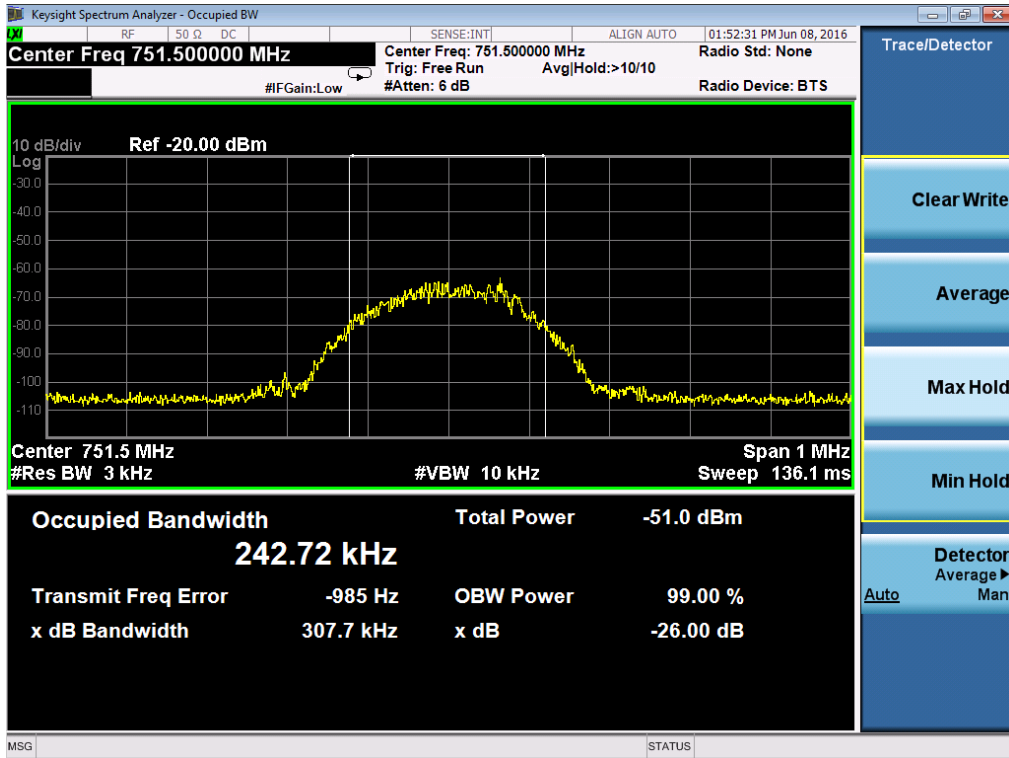 Keysight Spectrum Analyzer - Occupied BW
LXI RF 50 Ω DC SENSE:INT ALIGN AUTO 01:52:31 PM Jun 08, 2016
Center Freq 751.500000 MHz
Center Freq: 751.500000 MHz
Radio Std: None
Trig: Free Run Avg|Hold:>10/10
#IFGain:Low #Atten: 6 dB Radio Device: BTS
10 dB/div Ref -20.00 dBm
Log
-30.0
-40.0
-50.0
-60.0
-70.0
-80.0
-90.0
-100
-110
Center 751.5 MHz Span 1 MHz
#Res BW 3 kHz #VBW 10 kHz Sweep 136.1 ms
Occupied Bandwidth Total Power -51.0 dBm
242.72 kHz
Transmit Freq Error -985 Hz OBW Power 99.00 %
x dB Bandwidth 307.7 kHz x dB -26.00 dB
MSG STATUS
Trace/Detector
Clear Write
Average
Max Hold
Min Hold
Detector
Average
Auto Man